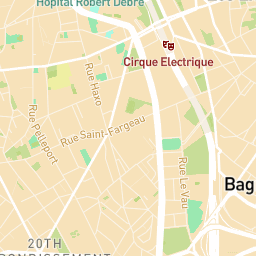 Hôpital Robert Debré
Cirque Electrique
Rue Haxo
Rue Pelleport
Rue Saint-Fargeau
Rue Le Vau
Bag
20TH